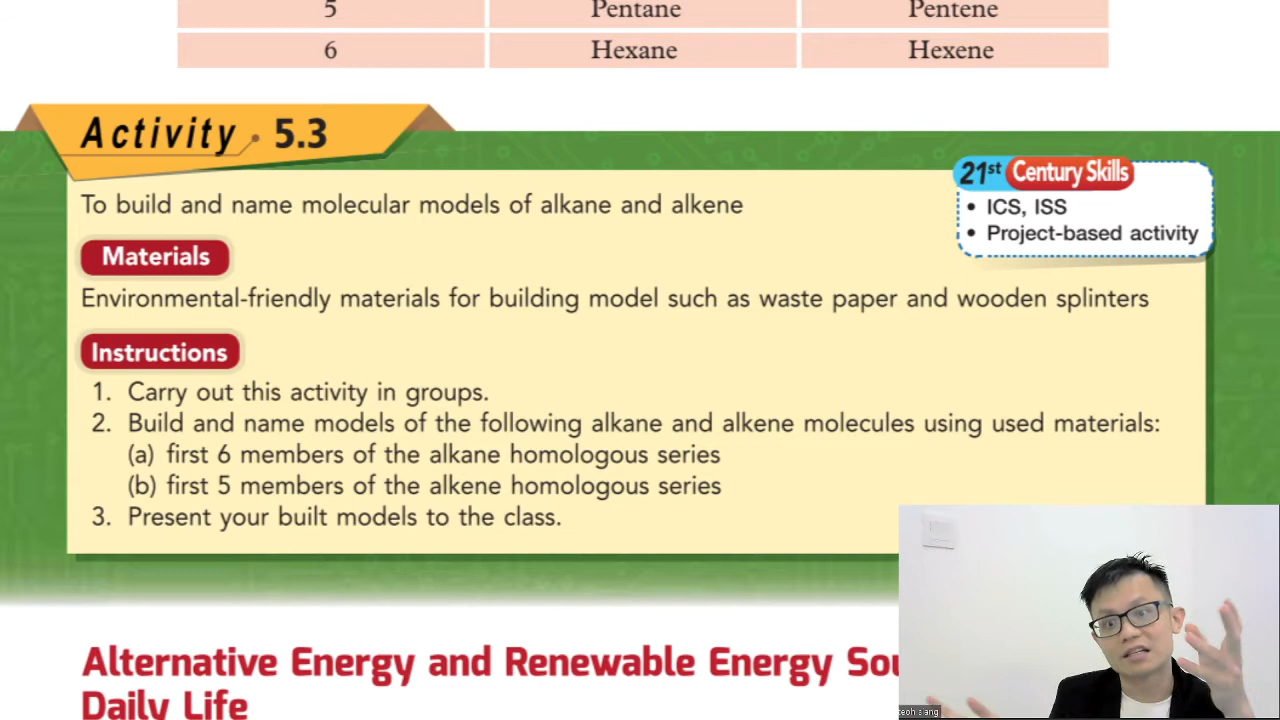 5 Pentane Pentene
6 Hexane Hexene
Activity 5.3
21st Century Skills
• ICS, ISS
• Project-based activity
To build and name molecular models of alkane and alkene
Materials
Environmental-friendly materials for building model such as waste paper and wooden splinters
Instructions
1. Carry out this activity in groups.
2. Build and name models of the following alkane and alkene molecules using used materials:
(a) first 6 members of the alkane homologous series
(b) first 5 members of the alkene homologous series
3. Present your built models to the class.
Alternative Energy and Renewable Energy
Daily Life